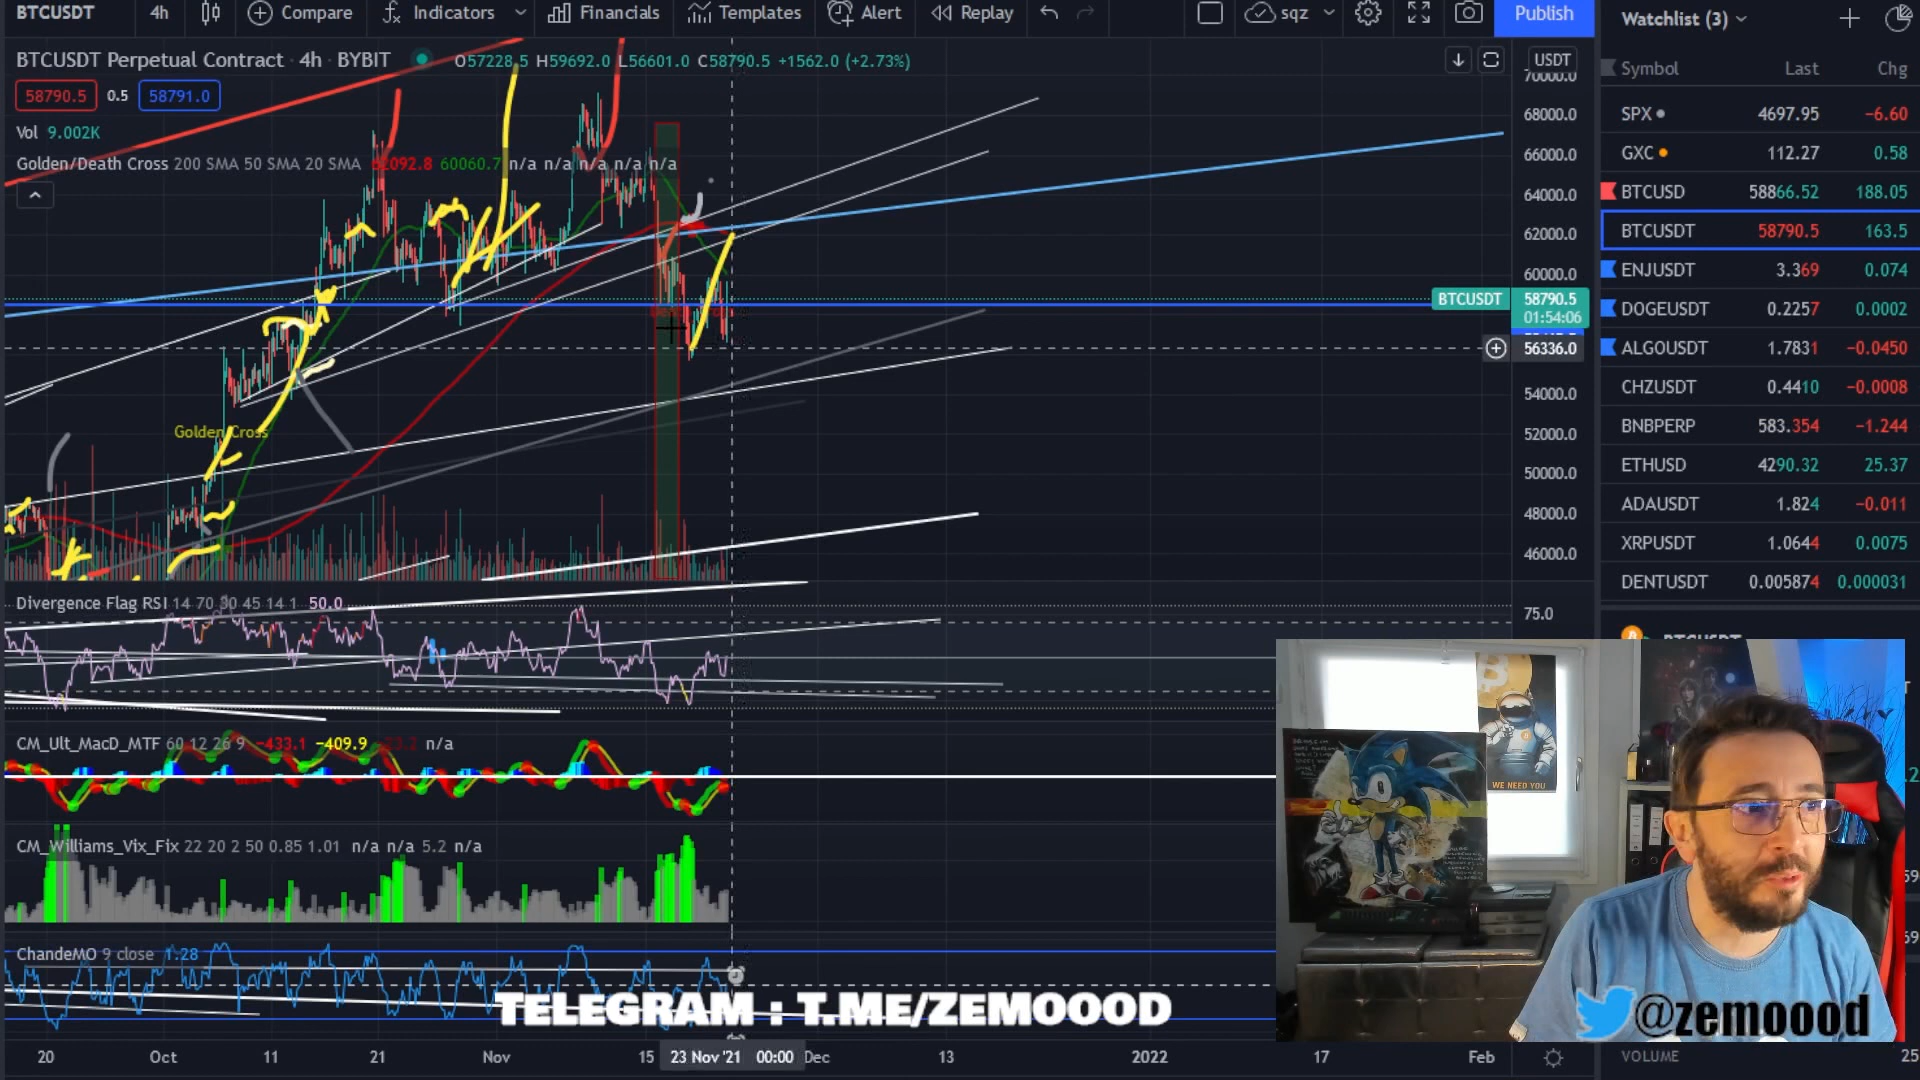 BTCUSDT 4h Compare Indicators Financials Templates Alert Replay sqz Publish
Watchlist (3)
BTCUSDT Perpetual Contract · 4h · BYBIT O57228.5 H59692.0 L56601.0 C58790.5 +1562.0 (+2.73%)
USDT
58790.5 0.5 58791.0
Vol 9.002K
Golden/Death Cross 200 SMA 50 SMA 20 SMA 62092.8 60060.7 n/a n/a n/a n/a n/a
Golden Cross
70000.0
68000.0
66000.0
64000.0
62000.0
60000.0
BTCUSDT 58790.5
01:54:06
56336.0
54000.0
52000.0
50000.0
48000.0
46000.0
Symbol Last Chg
SPX 4697.95 −6.60
GXC 112.27 0.58
BTCUSD 58866.52 188.05
BTCUSDT 58790.5 163.5
ENJUSDT 3.369 0.074
DOGEUSDT 0.2257 0.0002
ALGOUSDT 1.7831 −0.0450
CHZUSDT 0.4410 −0.0008
BNBPERP 583.354 −1.244
ETHUSD 4290.32 25.37
ADAUSDT 1.824 −0.011
XRPUSDT 1.0644 0.0075
DENTUSDT 0.005874 0.000031
Divergence Flag RSI 14 70 30 45 14 1 50.0
75.0
CM_Ult_MacD_MTF 60 12 26 9 −433.1 −409.9 n/a
CM_Williams_Vix_Fix 22 20 2 50 0.85 1.01 n/a n/a 5.2 n/a
ChandeMO 9 close 1.28
WE NEED YOU
TELEGRAM : T.ME/ZEMOOOD
@zemoood
20 Oct 11 21 Nov 15 23 Nov '21 00:00 Dec 13 2022 17 Feb
VOLUME